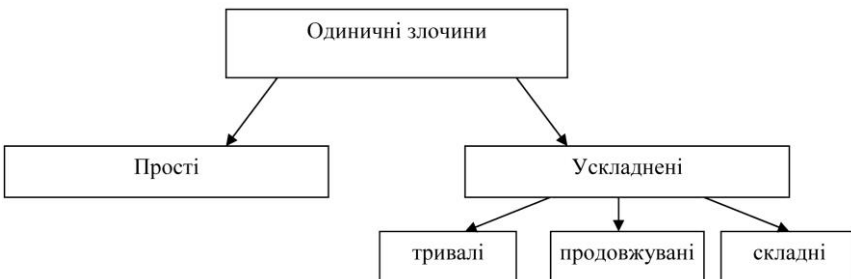 Одиничні злочини
Прості
Ускладнені
тривалі
продовжувані
складні